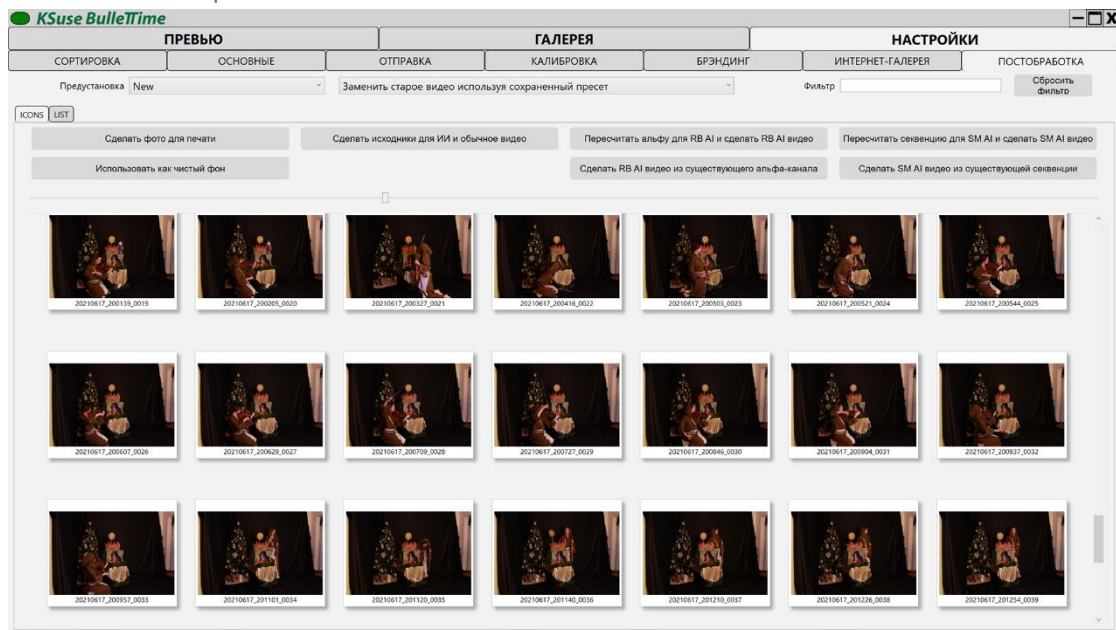 KSuse BulleTime
ПРЕВЬЮ ГАЛЕРЕЯ НАСТРОЙКИ
СОРТИРОВКА ОСНОВНЫЕ ОТПРАВКА КАЛИБРОВКА БРЭНДИНГ ИНТЕРНЕТ-ГАЛЕРЕЯ ПОСТОБРАБОТКА
Предустановка New Заменить старое видео используя сохраненный пресет Фильтр Сбросить
фильтр
ICONS LIST
Сделать фото для печати Сделать исходники для ИИ и обычное видео Пересчитать альфу для RB AI и сделать RB AI видео Пересчитать секвенцию для SM AI и сделать SM AI видео
Использовать как чистый фон Сделать RB AI видео из существующего альфа-канала Сделать SM AI видео из существующей секвенции
20210617_200139_0019 20210617_200205_0020 20210617_200327_0021 20210617_200416_0022 20210617_200503_0023 20210617_200521_0024 20210617_200544_0025
20210617_200607_0026 20210617_200629_0027 20210617_200709_0028 20210617_200727_0029 20210617_200846_0030 20210617_200904_0031 20210617_200937_0032
20210617_200957_0033 20210617_201101_0034 20210617_201120_0035 20210617_201140_0036 20210617_201210_0037 20210617_201226_0038 20210617_201254_0039